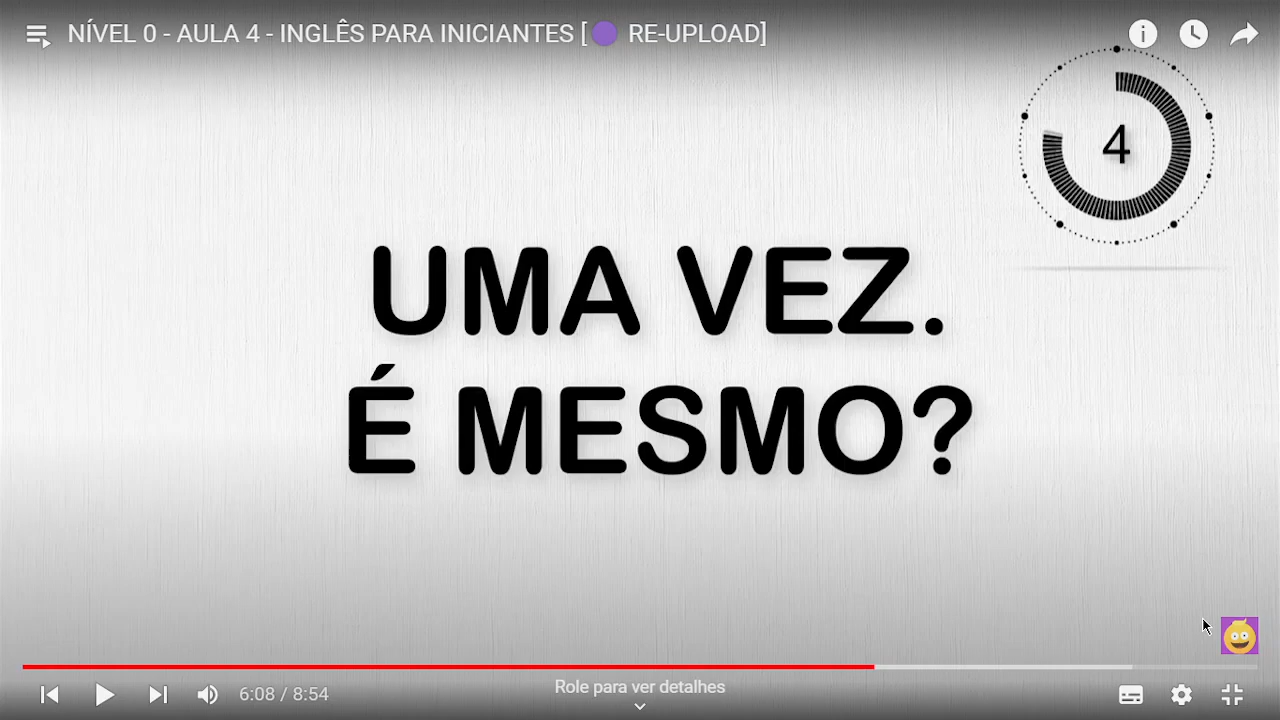 NÍVEL 0 - AULA 4 - INGLÊS PARA INICIANTES [🟣 RE-UPLOAD]
4
UMA VEZ.
É MESMO?
6:08 / 8:54
Role para ver detalhes